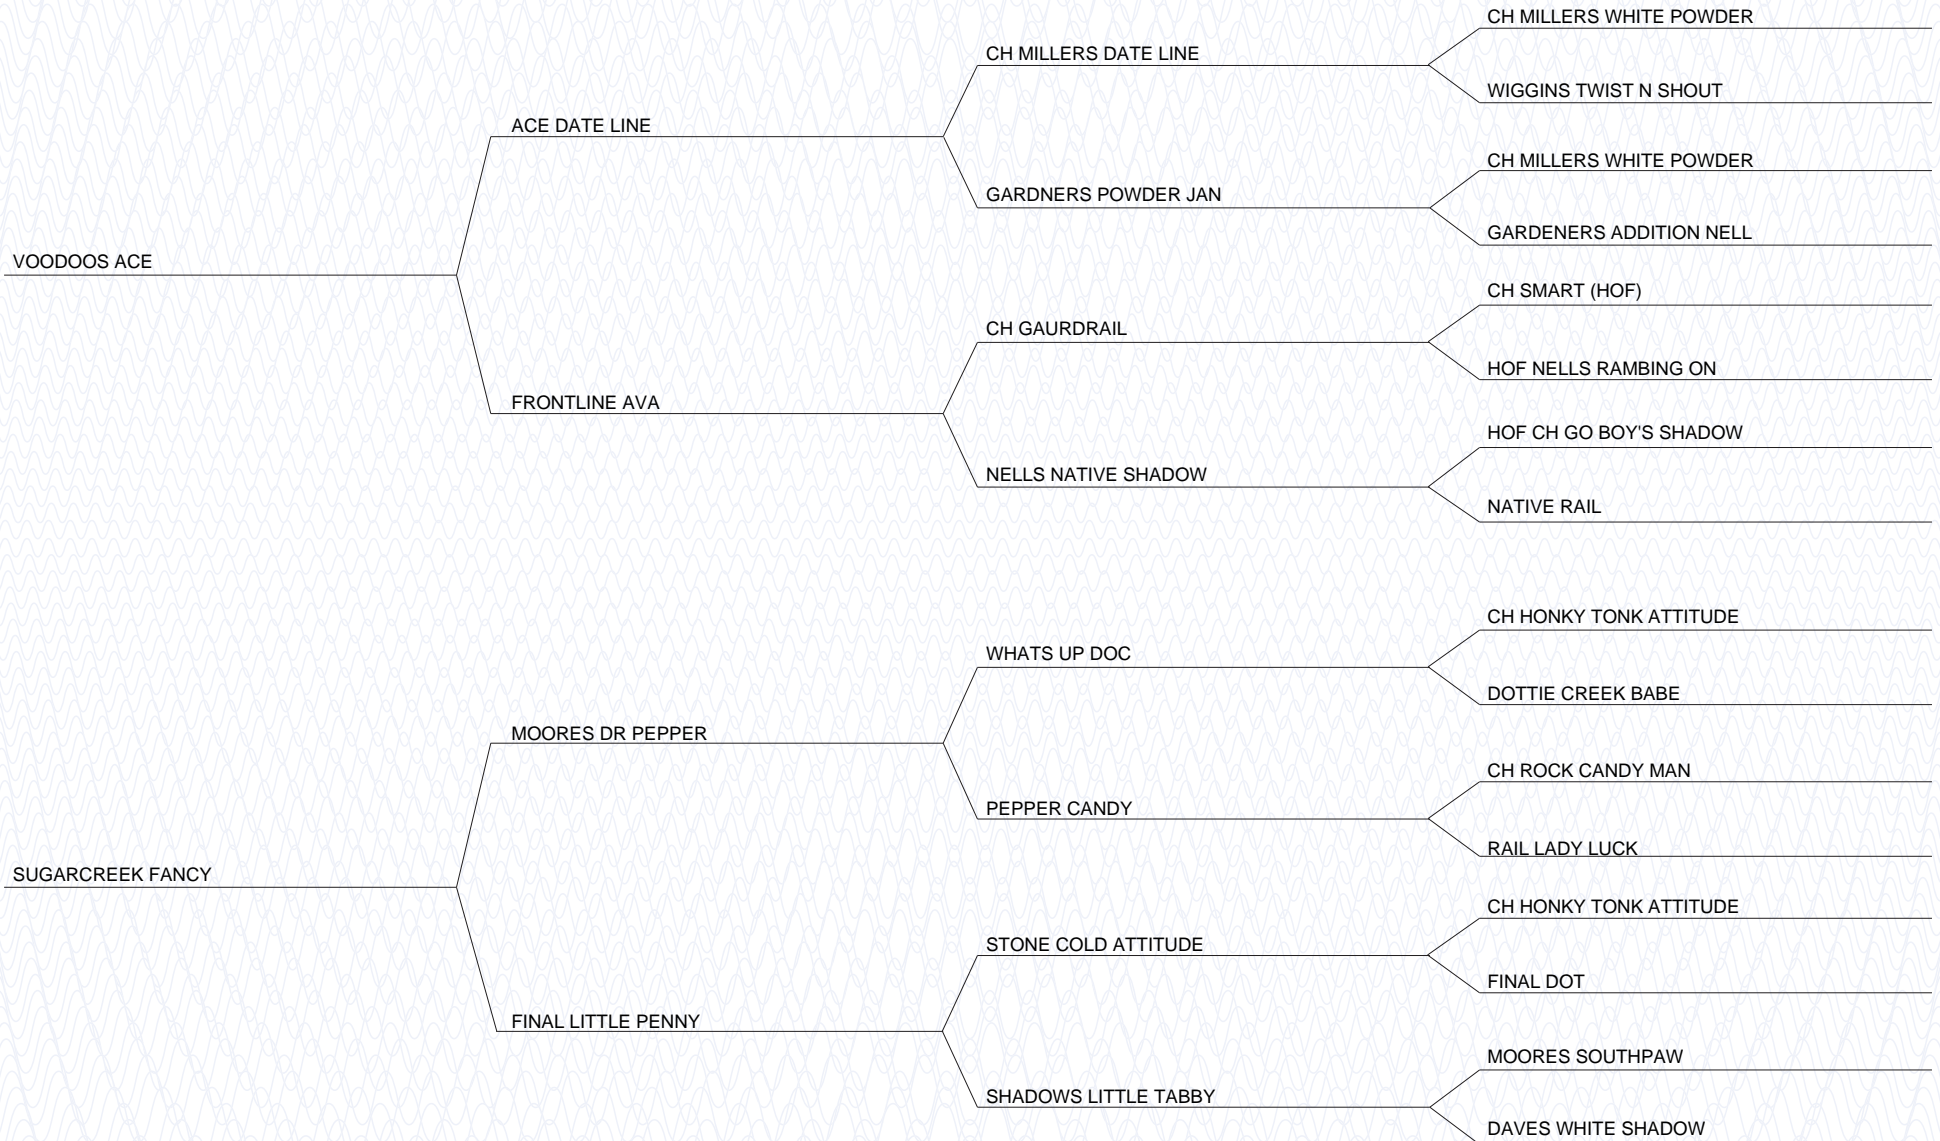 CH MILLERS WHITE POWDER
CH MILLERS DATE LINE
WIGGINS TWIST N SHOUT
ACE DATE LINE
CH MILLERS WHITE POWDER
GARDNERS POWDER JAN
GARDENERS ADDITION NELL
VOODOOS ACE
CH SMART (HOF)
CH GAURDRAIL
HOF NELLS RAMBING ON
FRONTLINE AVA
HOF CH GO BOY'S SHADOW
NELLS NATIVE SHADOW
NATIVE RAIL
CH HONKY TONK ATTITUDE
WHATS UP DOC
DOTTIE CREEK BABE
MOORES DR PEPPER
CH ROCK CANDY MAN
PEPPER CANDY
RAIL LADY LUCK
SUGARCREEK FANCY
CH HONKY TONK ATTITUDE
STONE COLD ATTITUDE
FINAL DOT
FINAL LITTLE PENNY
MOORES SOUTHPAW
SHADOWS LITTLE TABBY
DAVES WHITE SHADOW